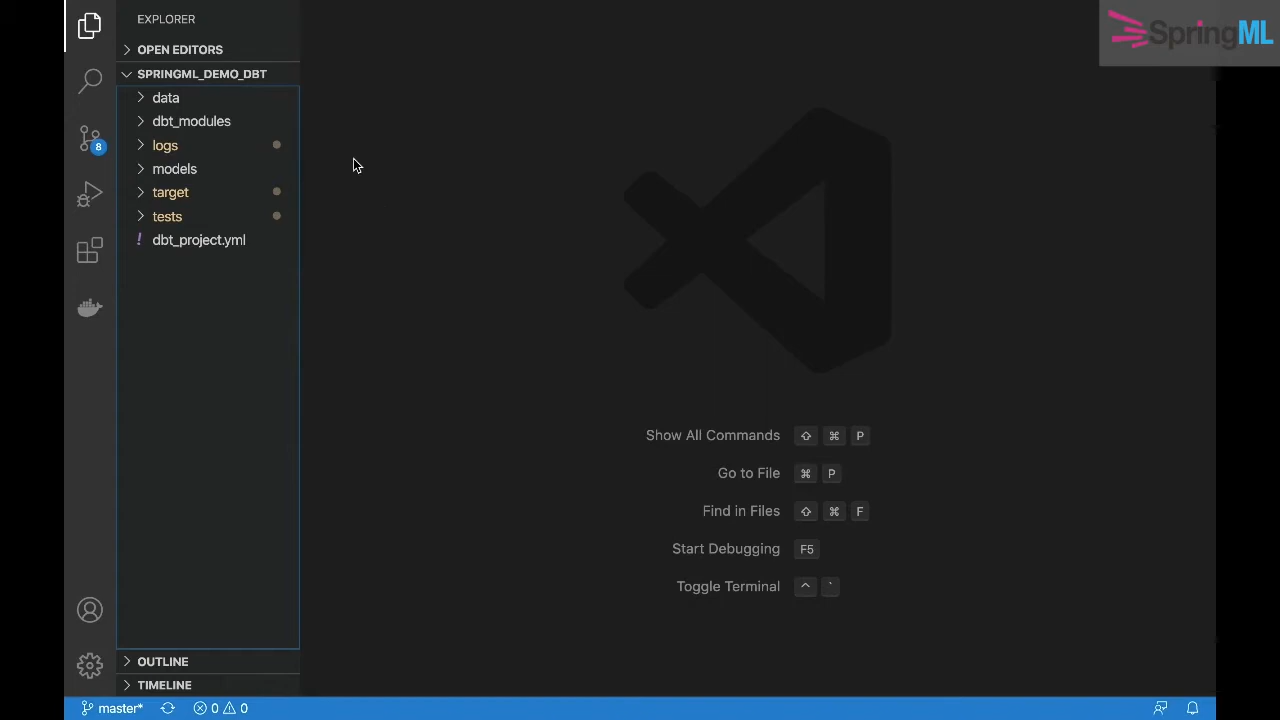 EXPLORER
SpringML
OPEN EDITORS
SPRINGML_DEMO_DBT
data
dbt_modules
8
logs
models
target
tests
! dbt_project.yml
Show All Commands ⇧ ⌘ P
Go to File ⌘ P
Find in Files ⇧ ⌘ F
Start Debugging F5
Toggle Terminal ^ `
OUTLINE
TIMELINE
master* 0 0